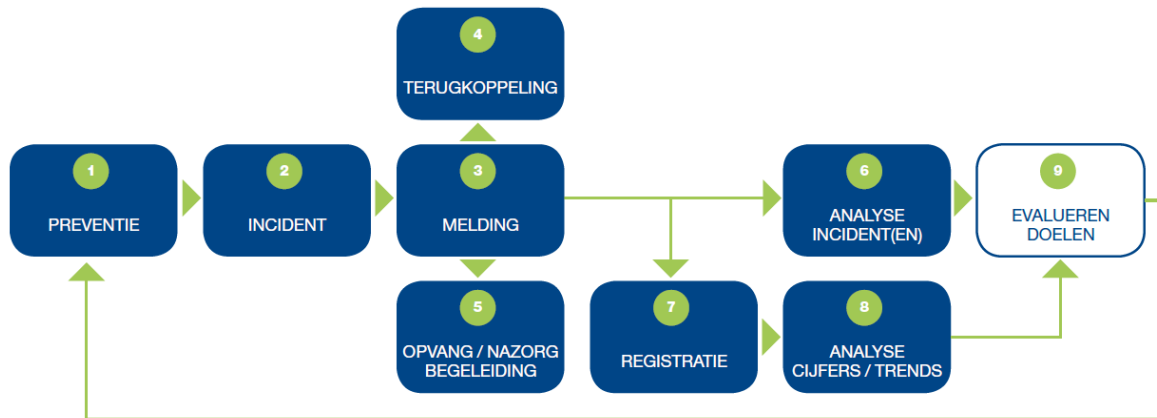 4
TERUGKOPPELING
1
PREVENTIE
2
INCIDENT
3
MELDING
6
ANALYSE
INCIDENT(EN)
9
EVALUEREN
DOELEN
5
OPVANG / NAZORG
BEGELEIDING
7
REGISTRATIE
8
ANALYSE
CIJFERS / TRENDS